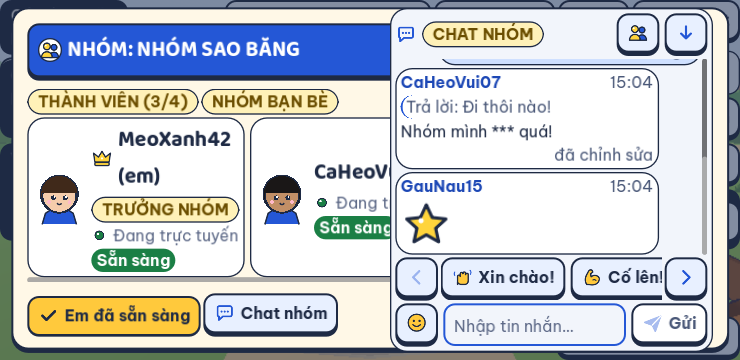 NHÓM: NHÓM SAO BĂNG
THÀNH VIÊN (3/4)
NHÓM BẠN BÈ
MeoXanh42
(em)
TRƯỞNG NHÓM
Đang trực tuyến
Sẵn sàng
Đang t
Sẵn sàng
Em đã sẵn sàng
Chat nhóm
CHAT NHÓM
CaHeoVui07
15:04
Trả lời: Đi thôi nào!
Nhóm mình *** quá!
đã chỉnh sửa
GauNau15
15:04
Xin chào!
Cố lên!
Nhập tin nhắn...
Gửi